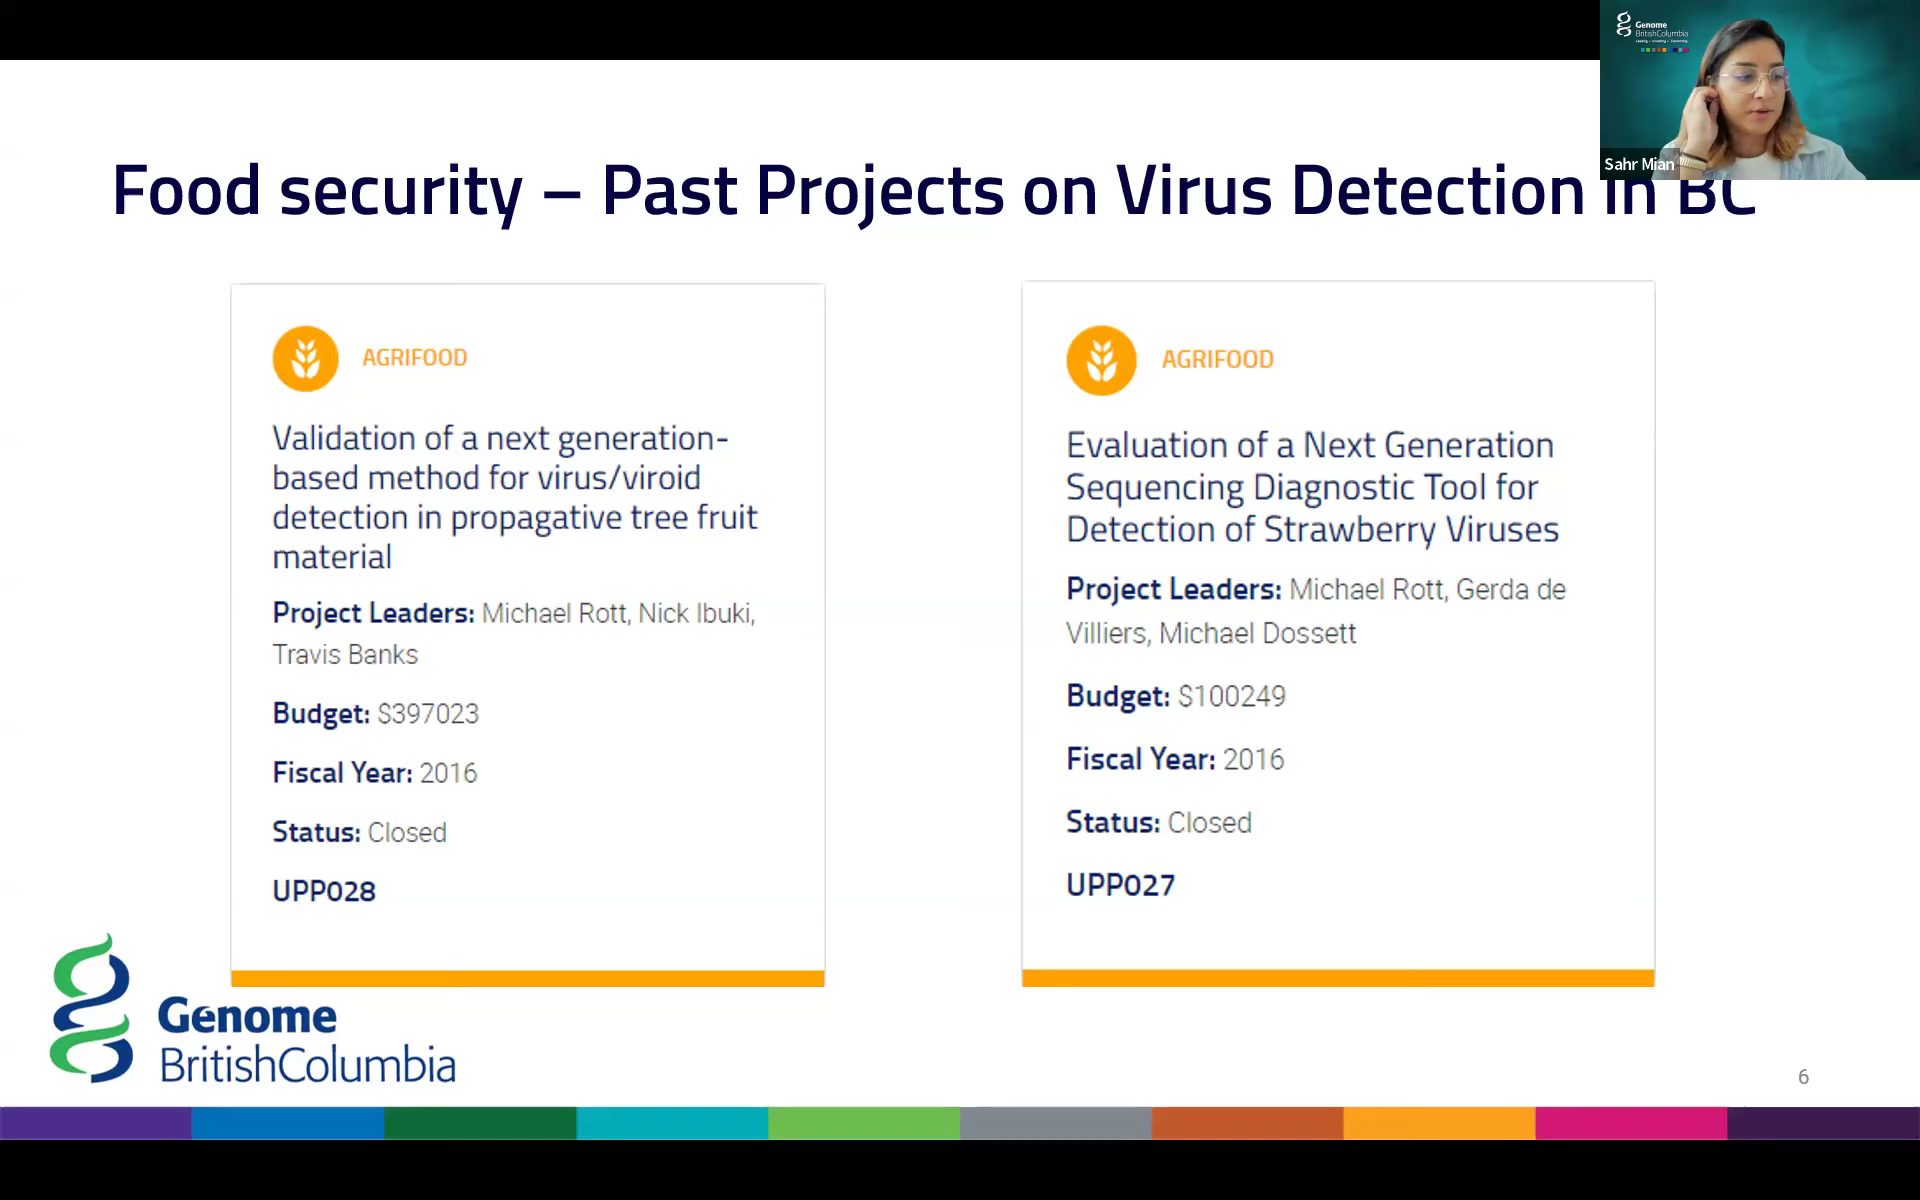 Genome
BritishColumbia
Sahr Mian
Food security – Past Projects on Virus Detection in BC
AGRIFOOD
Validation of a next generation-
based method for virus/viroid
detection in propagative tree fruit
material
Project Leaders: Michael Rott, Nick Ibuki,
Travis Banks
Budget: $397023
Fiscal Year: 2016
Status: Closed
UPP028
AGRIFOOD
Evaluation of a Next Generation
Sequencing Diagnostic Tool for
Detection of Strawberry Viruses
Project Leaders: Michael Rott, Gerda de
Villiers, Michael Dossett
Budget: $100249
Fiscal Year: 2016
Status: Closed
UPP027
Genome
BritishColumbia
6